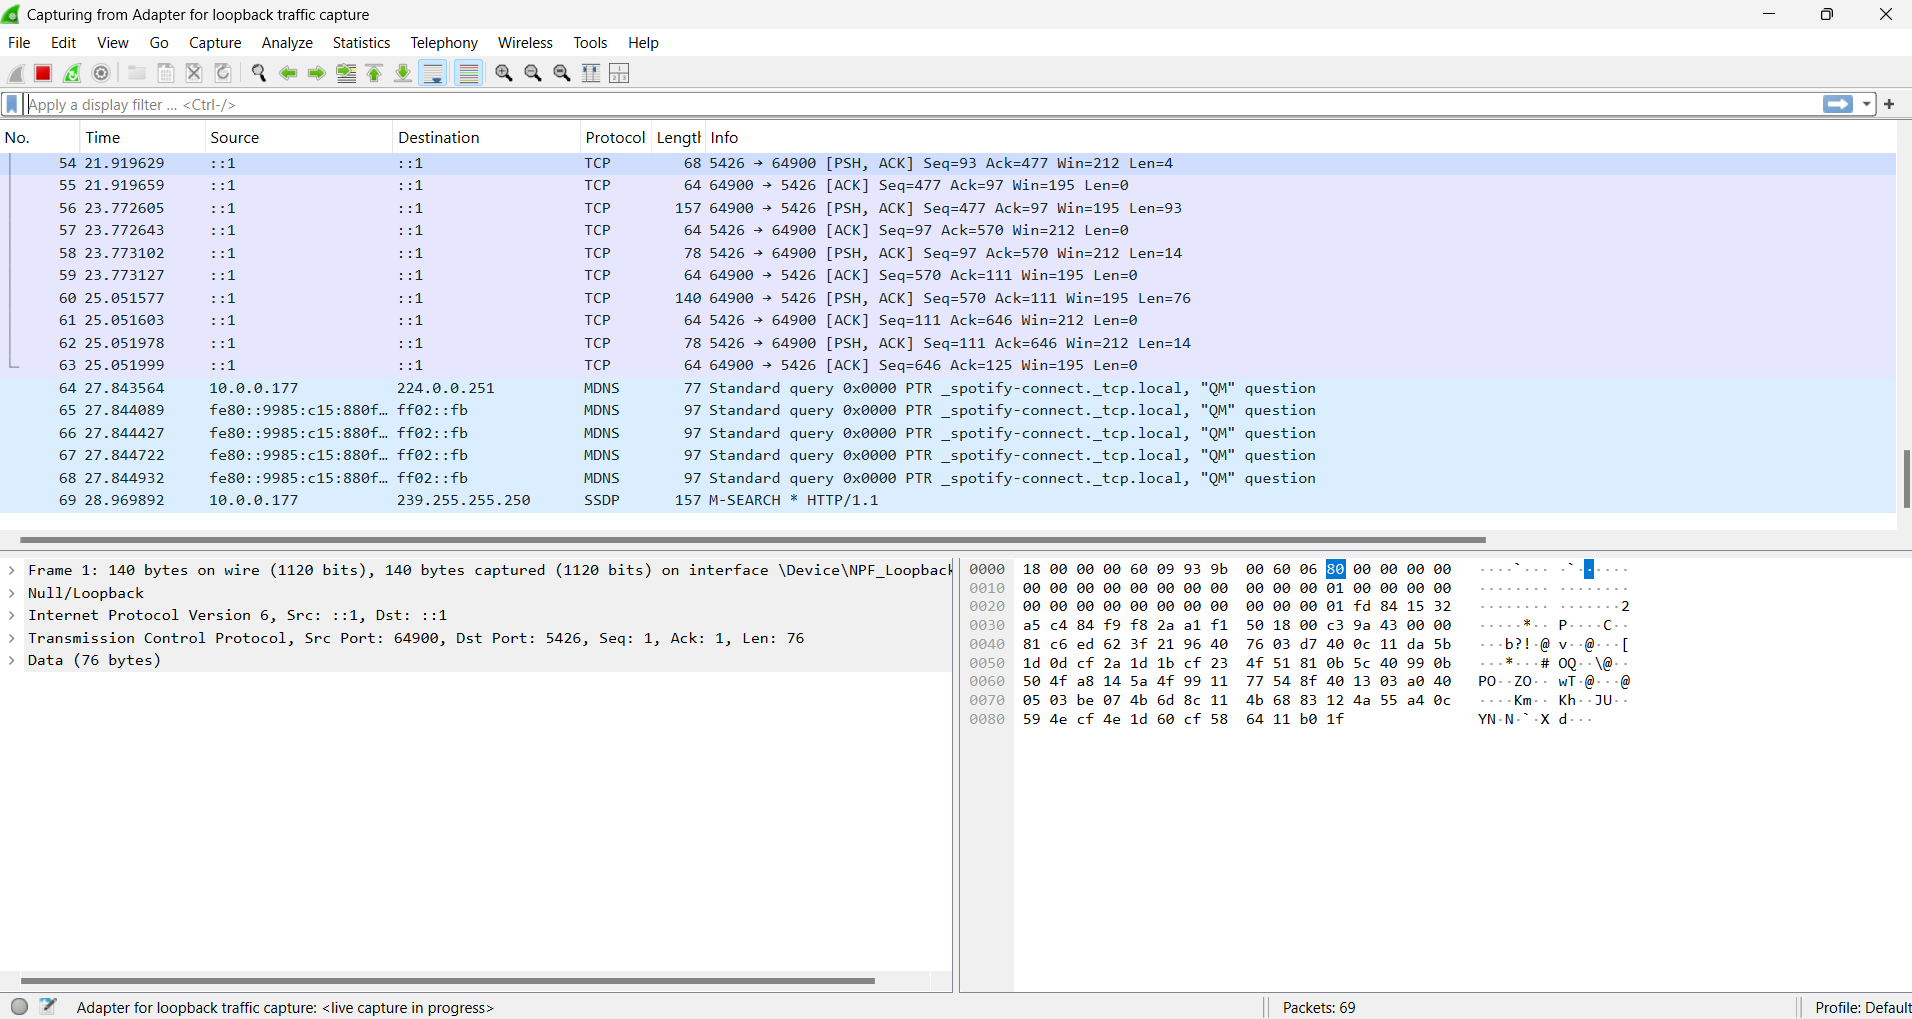 Capturing from Adapter for loopback traffic capture
File Edit View Go Capture Analyze Statistics Telephony Wireless Tools Help
Apply a display filter ... <Ctrl-/>
No. Time Source Destination Protocol Length Info
54 21.919629 ::1 ::1 TCP 68 5426 → 64900 [PSH, ACK] Seq=93 Ack=477 Win=212 Len=4
55 21.919659 ::1 ::1 TCP 64 64900 → 5426 [ACK] Seq=477 Ack=97 Win=195 Len=0
56 23.772605 ::1 ::1 TCP 157 64900 → 5426 [PSH, ACK] Seq=477 Ack=97 Win=195 Len=93
57 23.772643 ::1 ::1 TCP 64 5426 → 64900 [ACK] Seq=97 Ack=570 Win=212 Len=0
58 23.773102 ::1 ::1 TCP 78 5426 → 64900 [PSH, ACK] Seq=97 Ack=570 Win=212 Len=14
59 23.773127 ::1 ::1 TCP 64 64900 → 5426 [ACK] Seq=570 Ack=111 Win=195 Len=0
60 25.051577 ::1 ::1 TCP 140 64900 → 5426 [PSH, ACK] Seq=570 Ack=111 Win=195 Len=76
61 25.051603 ::1 ::1 TCP 64 5426 → 64900 [ACK] Seq=111 Ack=646 Win=212 Len=0
62 25.051978 ::1 ::1 TCP 78 5426 → 64900 [PSH, ACK] Seq=111 Ack=646 Win=212 Len=14
63 25.051999 ::1 ::1 TCP 64 64900 → 5426 [ACK] Seq=646 Ack=125 Win=195 Len=0
64 27.843564 10.0.0.177 224.0.0.251 MDNS 77 Standard query 0x0000 PTR _spotify-connect._tcp.local, "QM" question
65 27.844089 fe80::9985:c15:880f… ff02::fb MDNS 97 Standard query 0x0000 PTR _spotify-connect._tcp.local, "QM" question
66 27.844427 fe80::9985:c15:880f… ff02::fb MDNS 97 Standard query 0x0000 PTR _spotify-connect._tcp.local, "QM" question
67 27.844722 fe80::9985:c15:880f… ff02::fb MDNS 97 Standard query 0x0000 PTR _spotify-connect._tcp.local, "QM" question
68 27.844932 fe80::9985:c15:880f… ff02::fb MDNS 97 Standard query 0x0000 PTR _spotify-connect._tcp.local, "QM" question
69 28.969892 10.0.0.177 239.255.255.250 SSDP 157 M-SEARCH * HTTP/1.1
Frame 1: 140 bytes on wire (1120 bits), 140 bytes captured (1120 bits) on interface \Device\NPF_Loopback
Null/Loopback
Internet Protocol Version 6, Src: ::1, Dst: ::1
Transmission Control Protocol, Src Port: 64900, Dst Port: 5426, Seq: 1, Ack: 1, Len: 76
Data (76 bytes)
0000 18 00 00 00 60 09 93 9b 00 60 06 80 00 00 00 00 ····`··· ·`······
0010 00 00 00 00 00 00 00 00 00 00 00 01 00 00 00 00 ········ ········
0020 00 00 00 00 00 00 00 00 00 00 00 01 fd 84 15 32 ········ ·······2
0030 a5 c4 84 f9 f8 2a a1 f1 50 18 00 c3 9a 43 00 00 ·····*·· P····C··
0040 81 c6 ed 62 3f 21 96 40 76 03 d7 40 0c 11 da 5b ···b?!·@ v··@···[
0050 1d 0d cf 2a 1d 1b cf 23 4f 51 81 0b 5c 40 99 0b ···*···# OQ··\@··
0060 50 4f a8 14 5a 4f 99 11 77 54 8f 40 13 03 a0 40 PO··ZO·· wT·@···@
0070 05 03 be 07 4b 6d 8c 11 4b 68 83 12 4a 55 a4 0c ····Km·· Kh··JU··
0080 59 4e cf 4e 1d 60 cf 58 64 11 b0 1f YN·N·`·X d···
Adapter for loopback traffic capture: <live capture in progress>
Packets: 69
Profile: Default